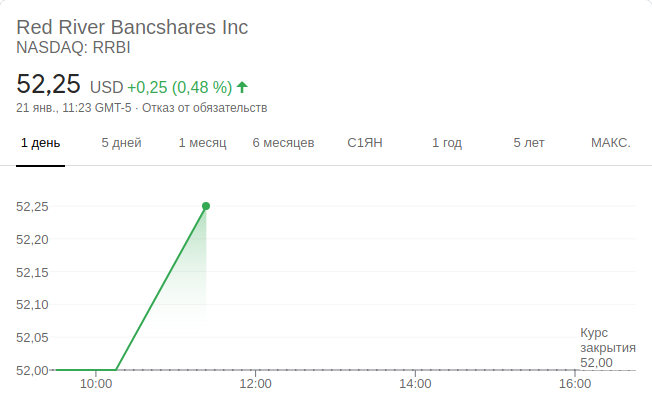 Red River Bancshares Inc
NASDAQ: RRBI
52,25 USD +0,25 (0,48 %)
21 янв., 11:23 GMT-5 · Отказ от обязательств
1 день 5 дней 1 месяц 6 месяцев С1ЯН 1 год 5 лет МАКС.
52,25
52,20
52,15
52,10
52,05
52,00
Курс
закрытия
52,00
10:00 12:00 14:00 16:00